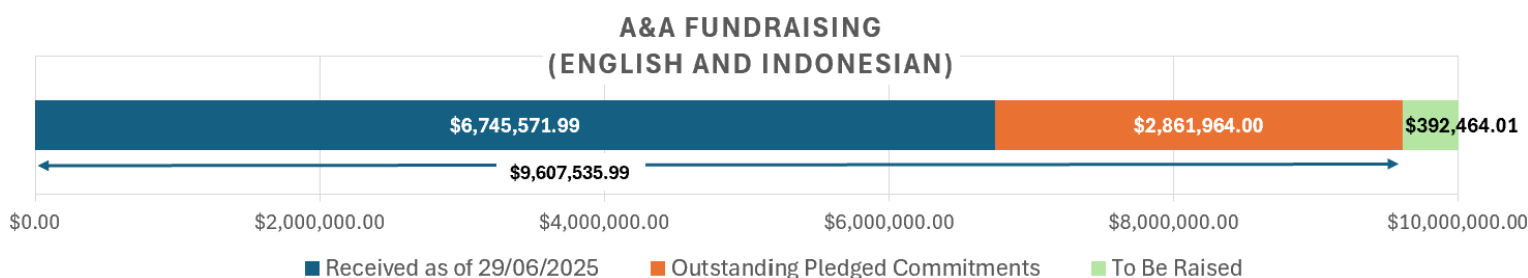 A&A FUNDRAISING
(ENGLISH AND INDONESIAN)
$6,745,571.99 $2,861,964.00 $392,464.01
$9,607,535.99
$0.00 $2,000,000.00 $4,000,000.00 $6,000,000.00 $8,000,000.00 $10,000,000.00
Received as of 29/06/2025 Outstanding Pledged Commitments To Be Raised